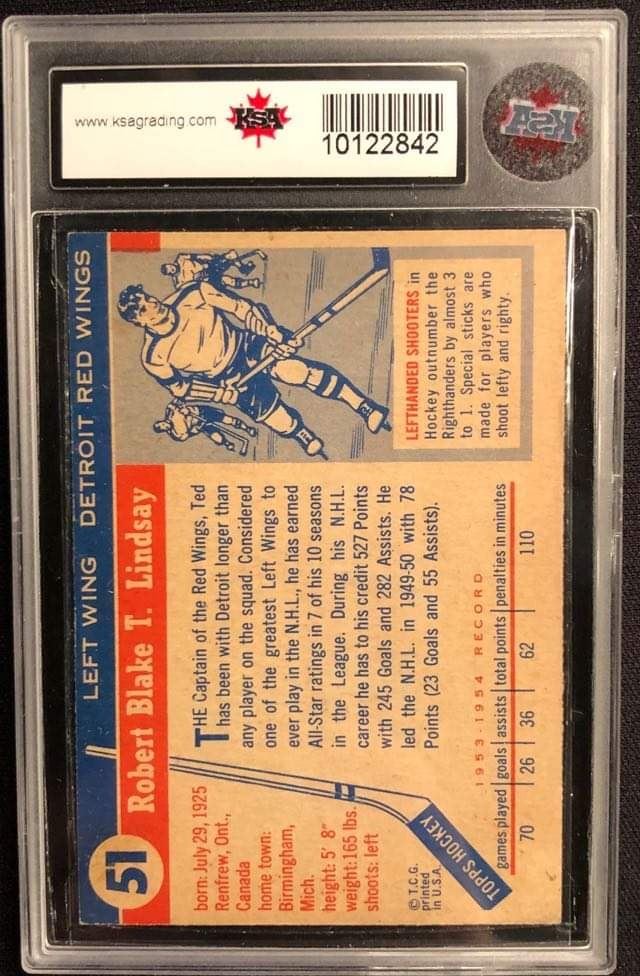 www.ksagrading.com
KSA
10122842
KSA
51
LEFT WING DETROIT RED WINGS
Robert Blake T. Lindsay
born: July 29, 1925
Renfrew, Ont.,
Canada
home town:
Birmingham,
Mich.
height: 5' 8"
weight: 165 lbs.
shoots: left
© T.C.G.
printed
in U.S.A.
TOPPS HOCKEY
THE Captain of the Red Wings, Ted
has been with Detroit longer than
any player on the squad. Considered
one of the greatest Left Wings to
ever play in the N.H.L., he has earned
All-Star ratings in 7 of his 10 seasons
in the League. During his N.H.L.
career he has to his credit 527 Points
with 245 Goals and 282 Assists. He
led the N.H.L. in 1949-50 with 78
Points (23 Goals and 55 Assists).
LEFTHANDED SHOOTERS in
Hockey outnumber the
Righthanders by almost 3
to 1. Special sticks are
made for players who
shoot lefty and righty.
1953-1954 RECORD
games played goals assists total points penalties in minutes
70 26 36 62 110